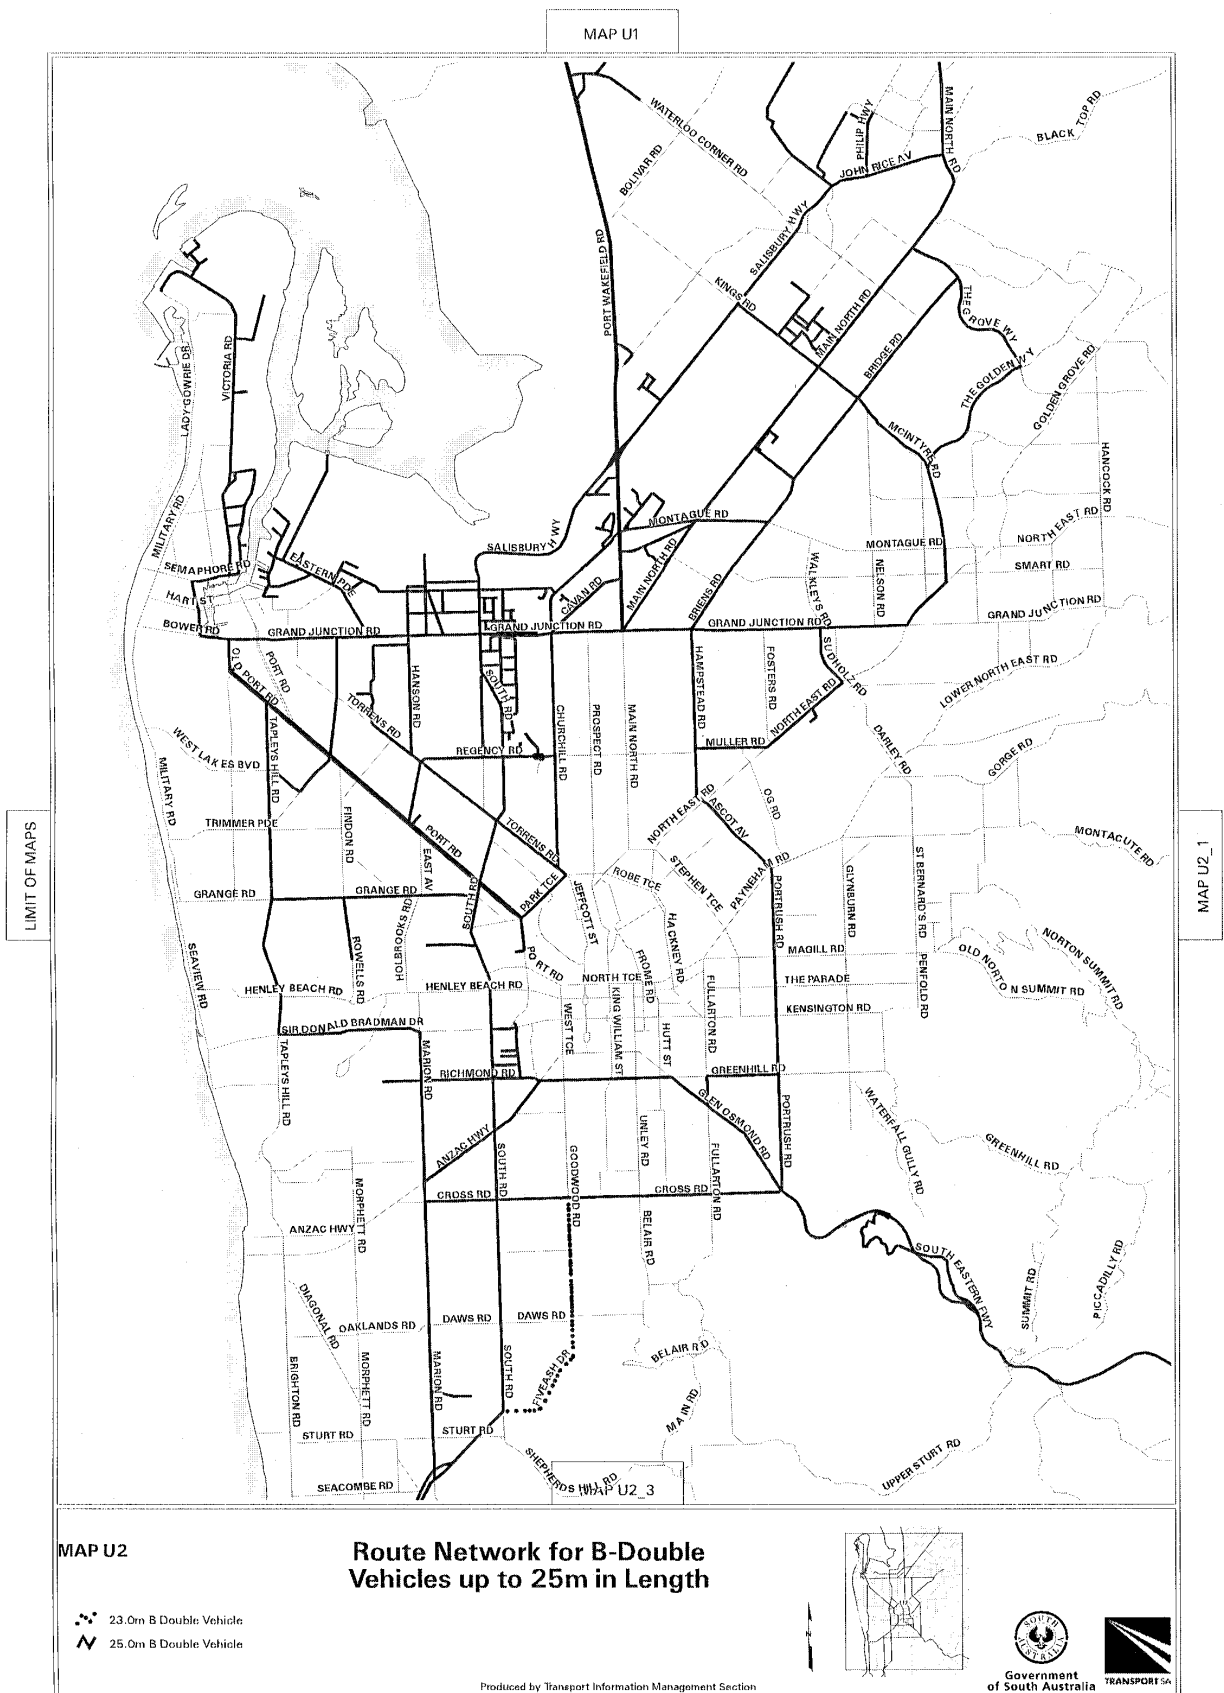 MAP U1
WATERLOO CORNER RD
BOLIVAR RD
PHILIP HWY
MAIN NORTH RD
BLACK TOP RD
JOHN RICE AV
SALISBURY HWY
PORT WAKEFIELD RD
KINGS RD
MAIN NORTH RD
BRIDGE RD
THE GROVE WY
THE GOLDEN WY
GOLDEN GROVE RD
LADY GOWRIE DR
VICTORIA RD
MCINTYRE RD
HANCOCK RD
MILITARY RD
MONTAGUE RD
NORTH EAST RD
SALISBURY HWY
MONTAGUE RD
SEMAPHORE RD
EASTERN PDE
CAVAN RD
MAIN NORTH RD
BRIENS RD
WALKLEYS RD
NELSON RD
SMART RD
HART ST
BOWER RD
GRAND JUNCTION RD
GRAND JUNCTION RD
GRAND JUNCTION RD
GRAND JUNCTION RD
OLD PORT RD
PORT RD
HANSON RD
SOUTH RD
HAMPSTEAD RD
FOSTERS RD
SUDHOLZ RD
LOWER NORTH EAST RD
TORRENS RD
CHURCHILL RD
PROSPECT RD
MAIN NORTH RD
NORTH EAST RD
WEST LAKES BVD
TAPLEYS HILL RD
REGENCY RD
MULLER RD
DARLEY RD
GORGE RD
MILITARY RD
NORTH EAST RD
ASCOT AV
OG RD
TRIMMER PDE
FINDON RD
PORT RD
TORRENS RD
MONTACUTE RD
LIMIT OF MAPS
MAP U2_1
EAST AV
PARK TCE
JEFFCOTT ST
ROBE TCE
STEPHEN TCE
PAYNEHAM RD
PORTRUSH RD
GLYNBURN RD
ST BERNARD'S RD
GRANGE RD
GRANGE RD
HOLBROOKS RD
SOUTH RD
HACKNEY RD
MAGILL RD
OLD NORTON SUMMIT RD
NORTON SUMMIT RD
SEAVIEW RD
ROWELLS RD
PORT RD
NORTH TCE
FROME RD
THE PARADE
PENFOLD RD
HENLEY BEACH RD
HENLEY BEACH RD
WEST TCE
KING WILLIAM ST
HUTT ST
FULLARTON RD
KENSINGTON RD
SIR DONALD BRADMAN DR
TAPLEYS HILL RD
MARION RD
RICHMOND RD
GREENHILL RD
GLEN OSMOND RD
PORTRUSH RD
WATERFALL GULLY RD
GREENHILL RD
ANZAC HWY
SOUTH RD
GOODWOOD RD
UNLEY RD
FULLARTON RD
CROSS RD
CROSS RD
ANZAC HWY
MORPHETT RD
BELAIR RD
SOUTH EASTERN FWY
SUMMIT RD
PICCADILLY RD
DIAGONAL RD
OAKLANDS RD
DAWS RD
DAWS RD
BELAIR RD
BRIGHTON RD
MORPHETT RD
MARION RD
SOUTH RD
FIVEASH DR
MAIN RD
STURT RD
STURT RD
UPPER STURT RD
SEACOMBE RD
SHEPHERDS HILL RD
MAP U2_3
MAP U2
Route Network for B-Double
Vehicles up to 25m in Length
23.0m B Double Vehicle
25.0m B Double Vehicle
N
SOUTH AUSTRALIA
Government
of South Australia
TRANSPORT SA
Produced by Transport Information Management Section